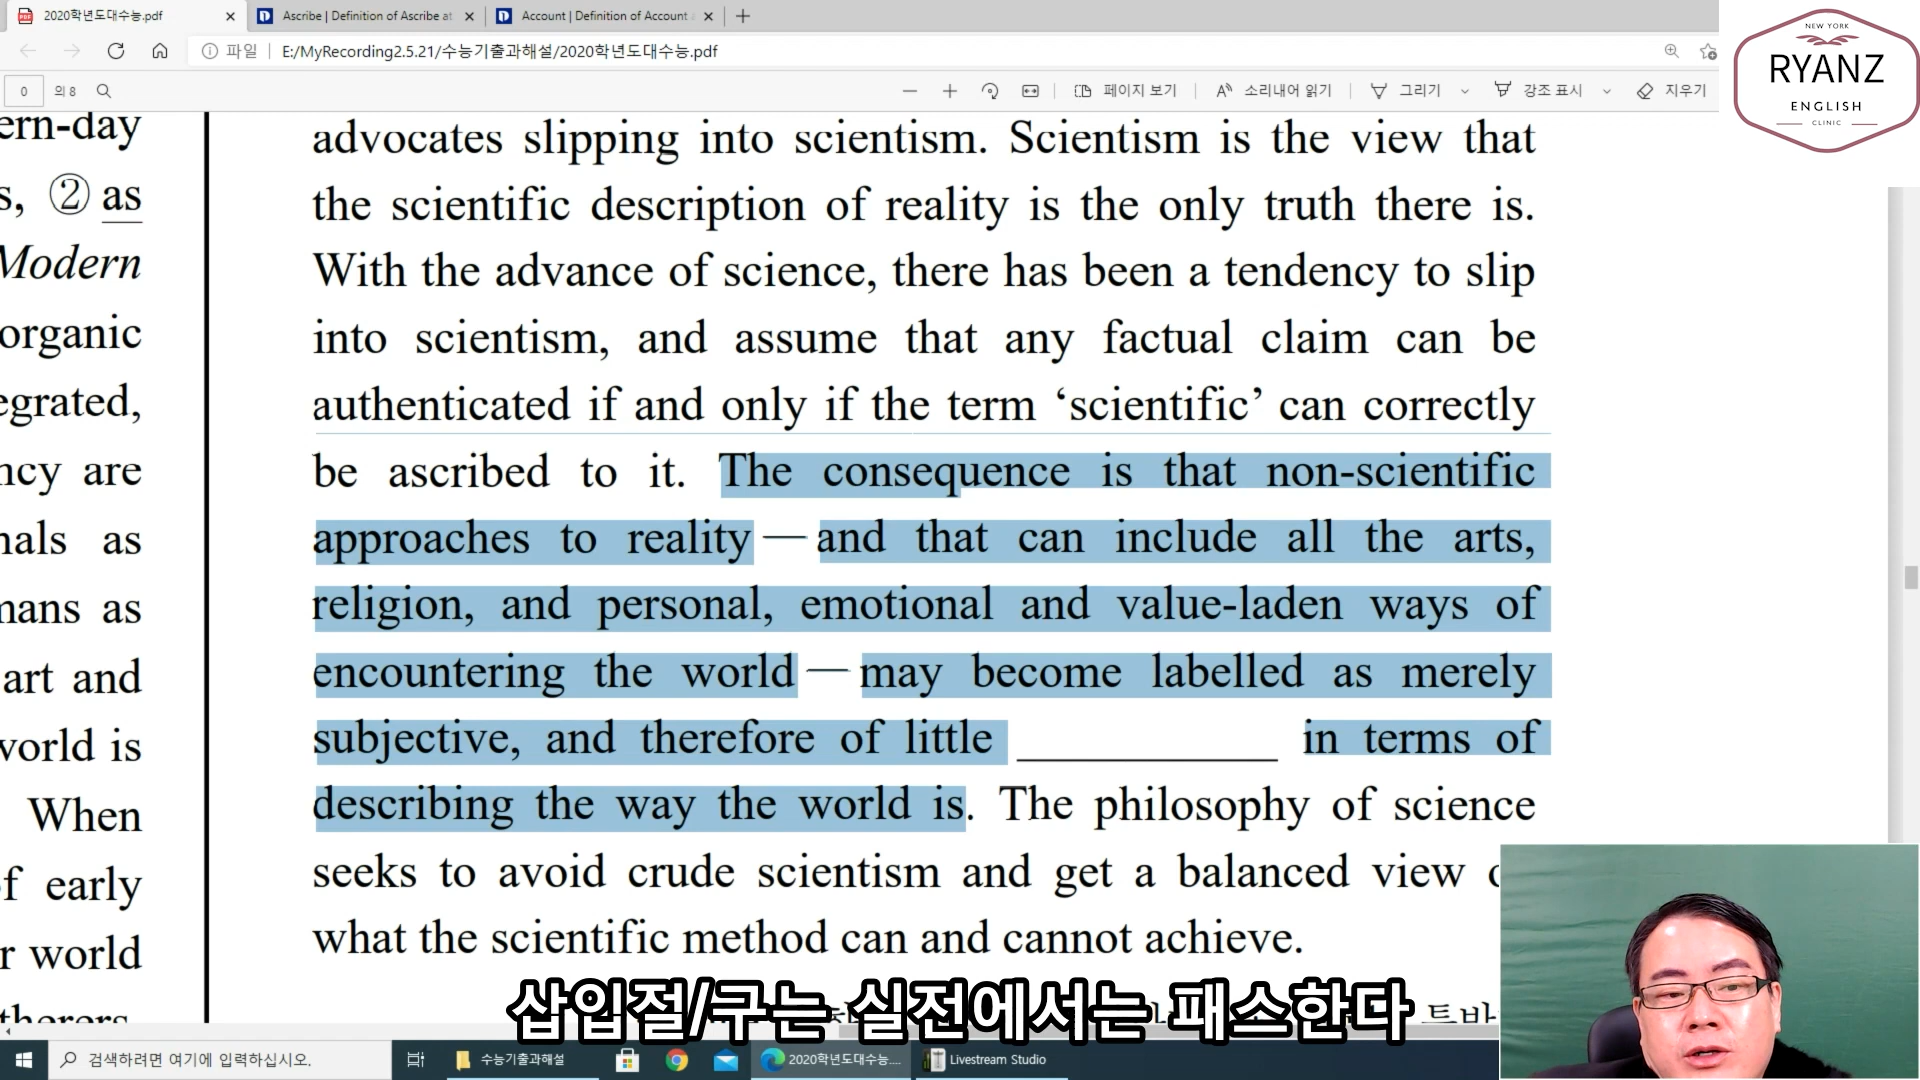 2020학년도대수능.pdf
Ascribe | Definition of Ascribe at
Account | Definition of Account
파일
E:/MyRecording2.5.21/수능기출과해설/2020학년도대수능.pdf
0 의 8
페이지 보기
소리내어 읽기
그리기
강조 표시
지우기
NEW YORK
RYANZ
ENGLISH
CLINIC
ern-day
s, ② as
Modern
organic
egrated,
ncy are
nals as
mans as
art and
world is
When
of early
r world
advocates slipping into scientism. Scientism is the view that
the scientific description of reality is the only truth there is.
With the advance of science, there has been a tendency to slip
into scientism, and assume that any factual claim can be
authenticated if and only if the term ‘scientific’ can correctly
be ascribed to it. The consequence is that non-scientific
approaches to reality — and that can include all the arts,
religion, and personal, emotional and value-laden ways of
encountering the world — may become labelled as merely
subjective, and therefore of little ____________ in terms of
describing the way the world is. The philosophy of science
seeks to avoid crude scientism and get a balanced view
what the scientific method can and cannot achieve.
삽입절/구는 실전에서는 패스한다
검색하려면 여기에 입력하십시오.
수능기출과해설
2020학년도대수능....
Livestream Studio